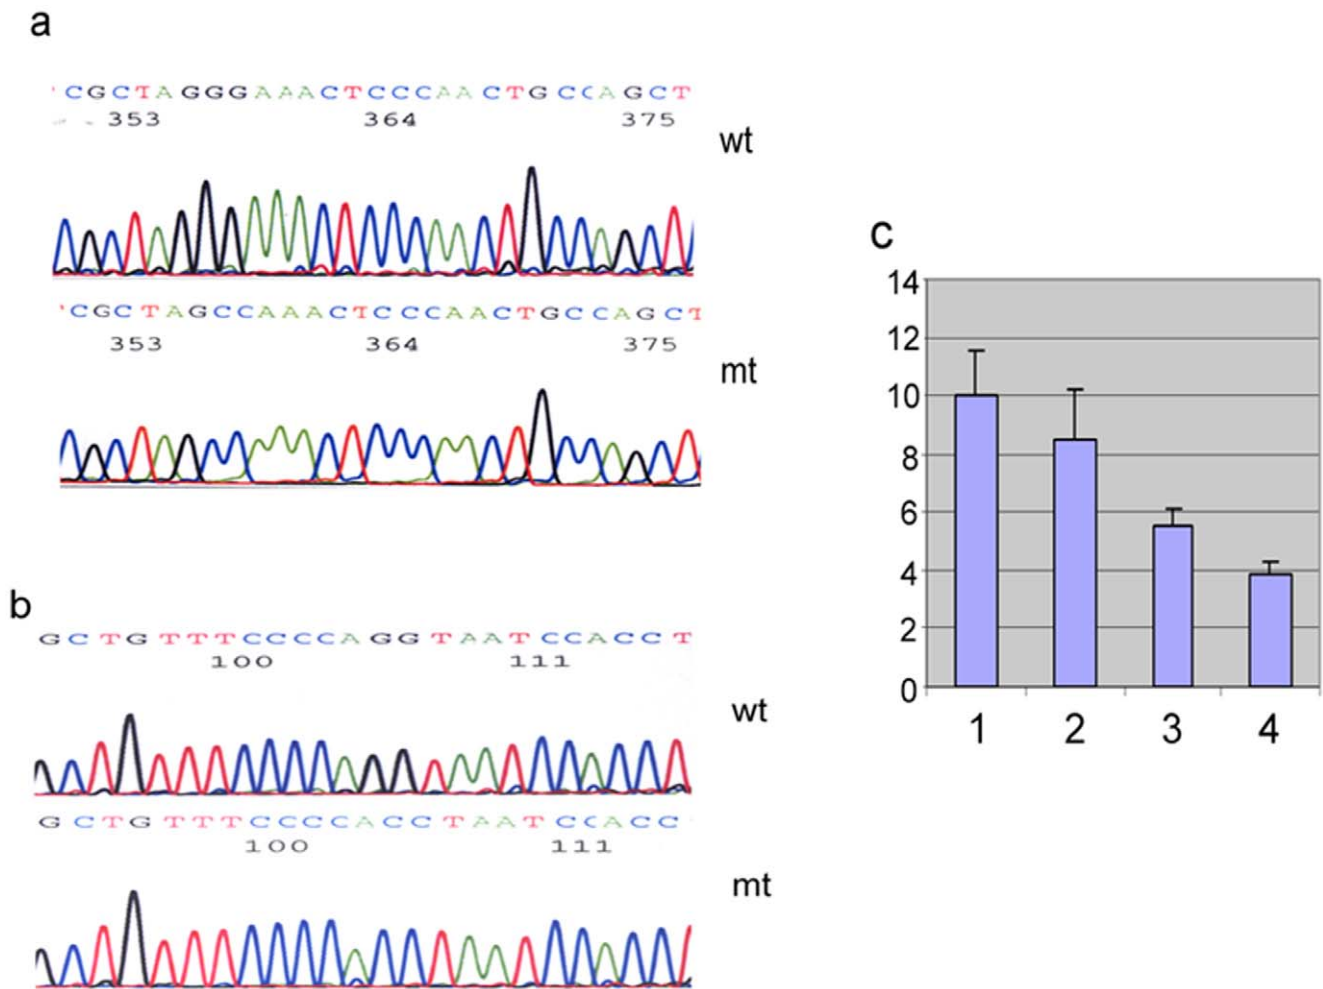 a
CGCTAGGGAAACTCCCAACTGCCAGCT
353 364 375
wt
CGCTAGCCAAACTCCCAACTGCCAGCT
353 364 375
mt
b
GCTGTTTCCCCAGGTAATCCACCT
100 111
wt
GCTGTTTCCCCACCTAATCCACC
100 111
mt
c
14
12
10
8
6
4
2
0
1 2 3 4